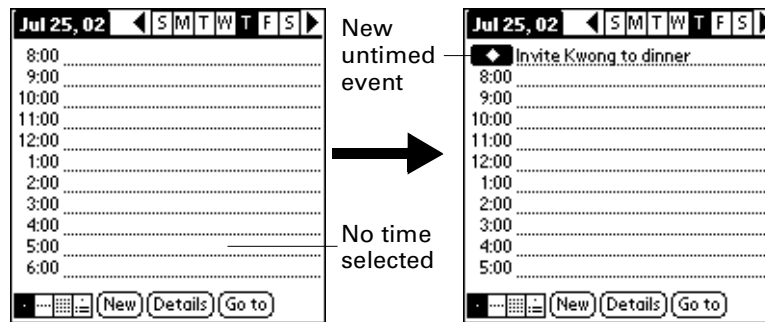 Jul 25, 02 S M T W T F S
8:00
9:00
10:00
11:00
12:00
1:00
2:00
3:00
4:00
5:00
6:00
New Details Go to
New
untimed
event
No time
selected
Jul 25, 02 S M T W T F S
Invite Kwong to dinner
8:00
9:00
10:00
11:00
12:00
1:00
2:00
3:00
4:00
5:00
New Details Go to